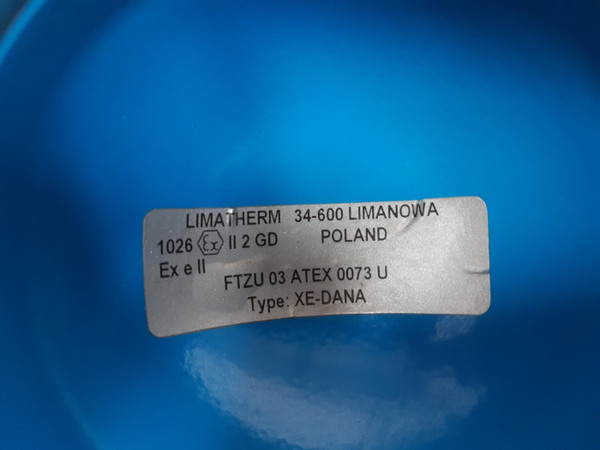 LIMATHERM 34-600 LIMANOWA
1026 Ex II 2 GD POLAND
Ex e II
FTZU 03 ATEX 0073 U
Type: XE-DANA